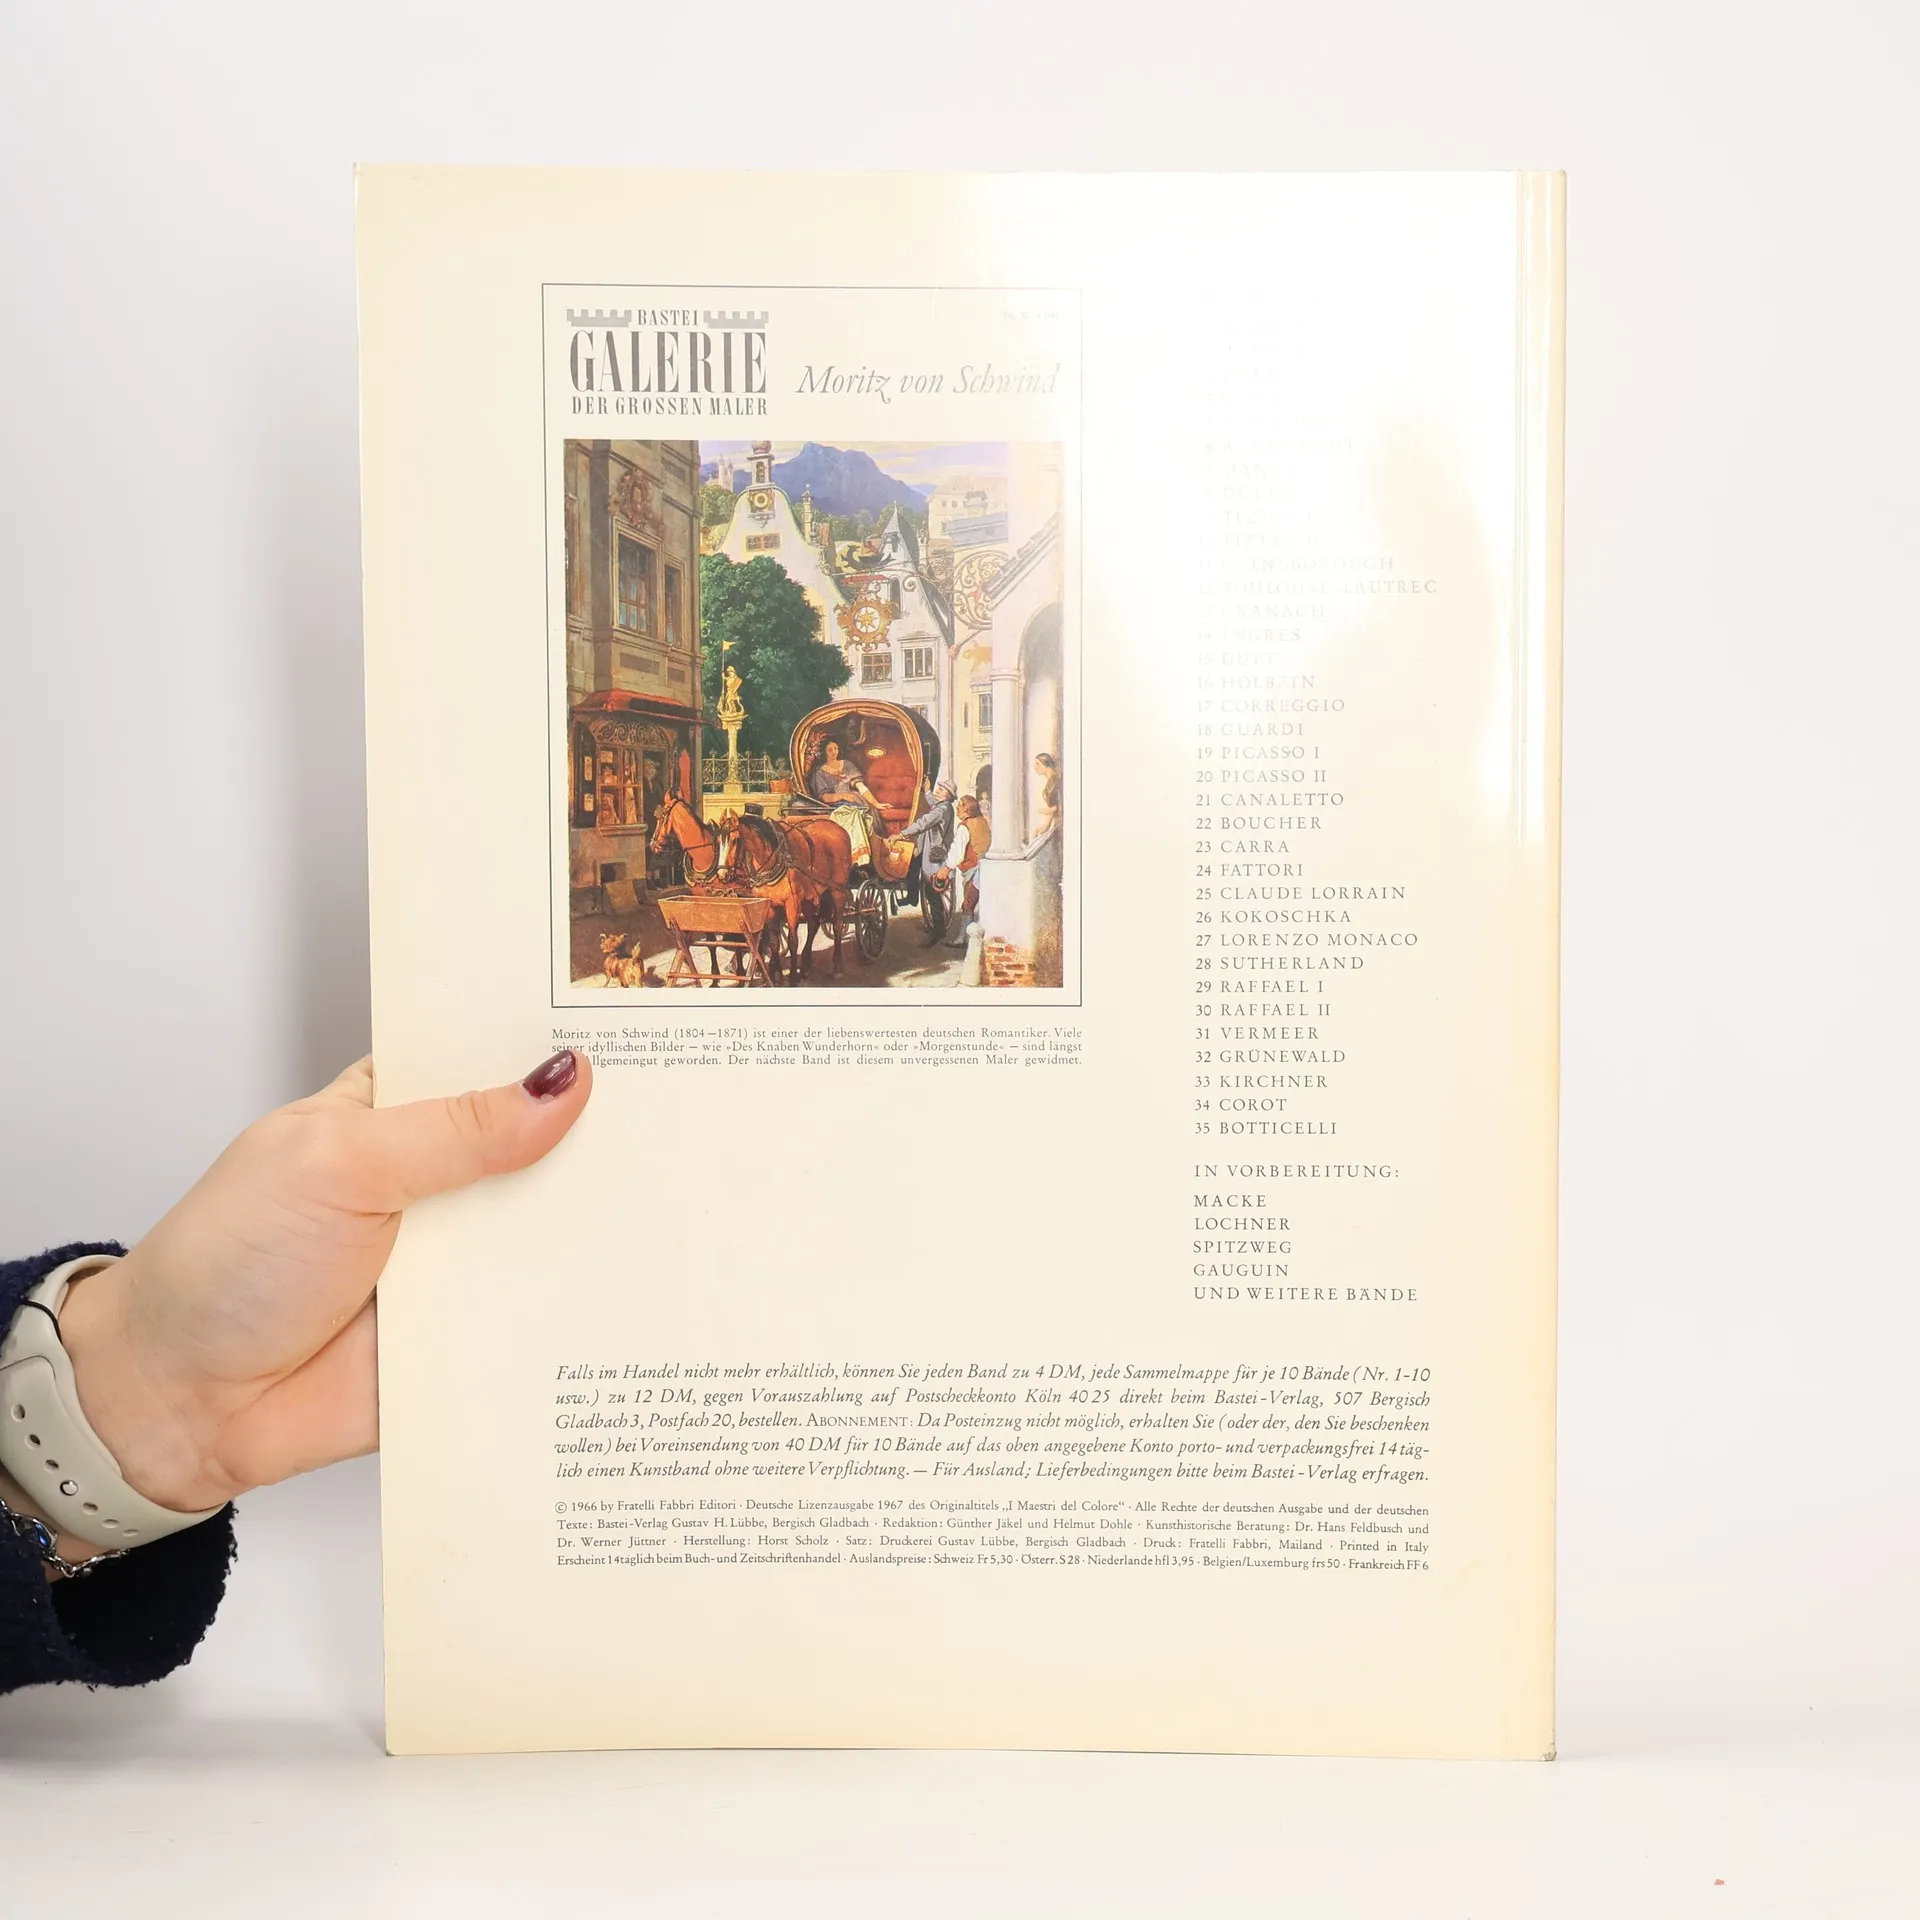 BASTEI
GALERIE
DER GROSSEN MALER
Moritz von Schwind
Moritz von Schwind (1804—1871) ist einer der liebenswertesten deutschen Romantiker. Viele
seiner idyllischen Bilder — wie »Des Knaben Wunderhorn« oder »Morgenstunde« — sind längst
llgemeingut geworden. Der nächste Band ist diesem unvergessenen Maler gewidmet.
GAINSBOROUGH
TOULOUSE-LAUTREC
13 CRANACH
14 INGRES
15 DUFY
16 HOLBEIN
17 CORREGGIO
18 GUARDI
19 PICASSO I
20 PICASSO II
21 CANALETTO
22 BOUCHER
23 CARRA
24 FATTORI
25 CLAUDE LORRAIN
26 KOKOSCHKA
27 LORENZO MONACO
28 SUTHERLAND
29 RAFFAEL I
30 RAFFAEL II
31 VERMEER
32 GRÜNEWALD
33 KIRCHNER
34 COROT
35 BOTTICELLI
IN VORBEREITUNG:
MACKE
LOCHNER
SPITZWEG
GAUGUIN
UND WEITERE BÄNDE
Falls im Handel nicht mehr erhältlich, können Sie jeden Band zu 4 DM, jede Sammelmappe für je 10 Bände (Nr. 1-10
usw.) zu 12 DM, gegen Vorauszahlung auf Postscheckkonto Köln 4025 direkt beim Bastei-Verlag, 507 Bergisch
Gladbach 3, Postfach 20, bestellen. ABONNEMENT: Da Posteinzug nicht möglich, erhalten Sie (oder der, den Sie beschenken
wollen) bei Voreinsendung von 40 DM für 10 Bände auf das oben angegebene Konto porto- und verpackungsfrei 14 täg-
lich einen Kunstband ohne weitere Verpflichtung. — Für Ausland; Lieferbedingungen bitte beim Bastei-Verlag erfragen.
© 1966 by Fratelli Fabbri Editori · Deutsche Lizenzausgabe 1967 des Originaltitels „I Maestri del Colore“ · Alle Rechte der deutschen Ausgabe und der deutschen
Texte: Bastei-Verlag Gustav H. Lübbe, Bergisch Gladbach · Redaktion: Günther Jäkel und Helmut Dohle · Kunsthistorische Beratung: Dr. Hans Feldbusch und
Dr. Werner Jüttner · Herstellung: Horst Scholz · Satz: Druckerei Gustav Lübbe, Bergisch Gladbach · Druck: Fratelli Fabbri, Mailand · Printed in Italy
Erscheint 14täglich beim Buch- und Zeitschriftenhandel · Auslandspreise: Schweiz Fr 5,30 · Österr. S 28 · Niederlande hfl 3,95 · Belgien/Luxemburg frs 50 · Frankreich FF 6